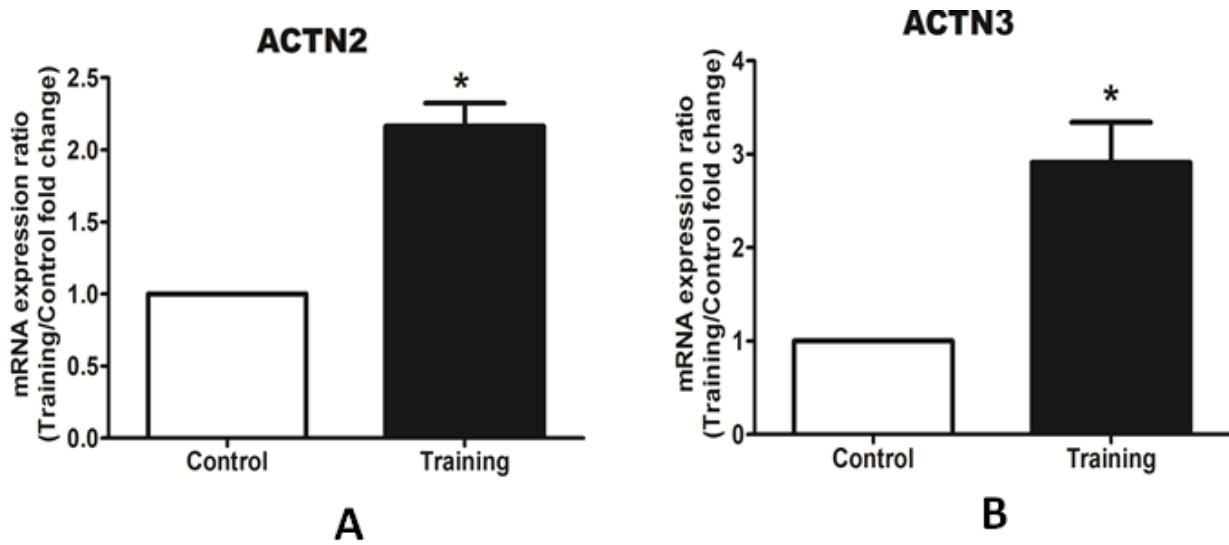 ACTN2
mRNA expression ratio
(Training/Control fold change)
2.5
2.0
1.5
1.0
0.5
0.0
*
Control
Training
A
ACTN3
mRNA expression ratio
(Training/Control fold change)
4
3
2
1
0
*
Control
Training
B